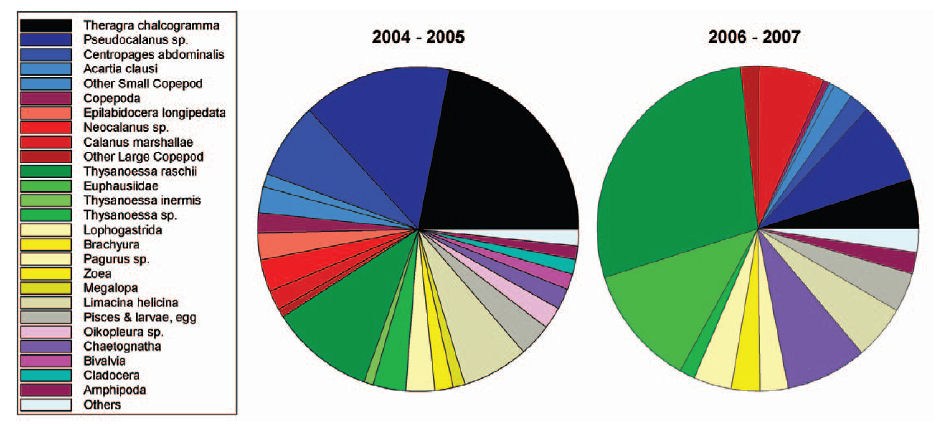 Theragra chalcogramma
Pseudocalanus sp.
Centropages abdominalis
Acartia clausi
Other Small Copepod
Copepoda
Epilabidocera longipedata
Neocalanus sp.
Calanus marshallae
Other Large Copepod
Thysanoessa raschii
Euphausiidae
Thysanoessa inermis
Thysanoessa sp.
Lophogastrida
Brachyura
Pagurus sp.
Zoea
Megalopa
Limacina helicina
Pisces & larvae, egg
Oikopleura sp.
Chaetognatha
Bivalvia
Cladocera
Amphipoda
Others
2004 - 2005
2006 - 2007